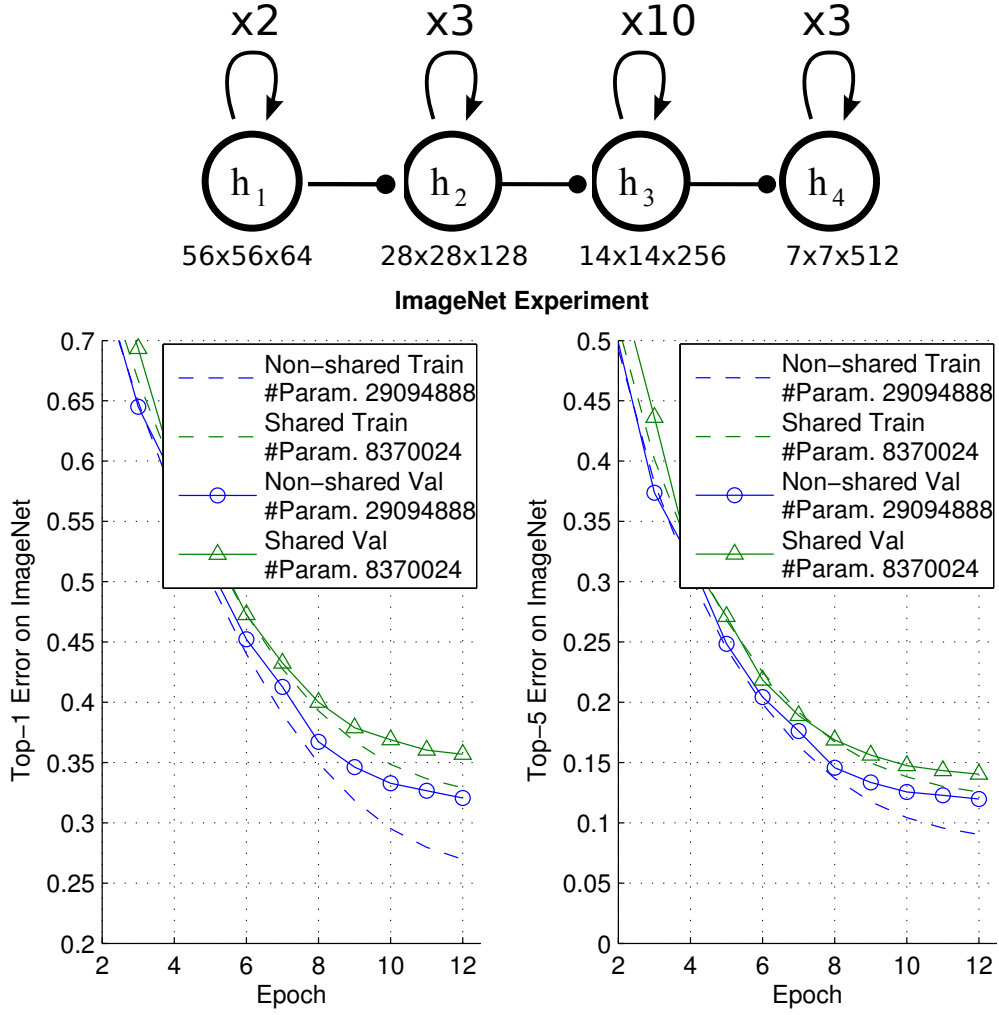 x2
x3
x10
x3
h1
h2
h3
h4
56x56x64
28x28x128
14x14x256
7x7x512
ImageNet Experiment
Top−1 Error on ImageNet
0.7
0.65
0.6
0.55
0.5
0.45
0.4
0.35
0.3
0.25
0.2
2
4
6
8
10
12
Epoch
Non−shared Train
#Param. 29094888
Shared Train
#Param. 8370024
Non−shared Val
#Param. 29094888
Shared Val
#Param. 8370024
Top−5 Error on ImageNet
0.5
0.45
0.4
0.35
0.3
0.25
0.2
0.15
0.1
0.05
0
2
4
6
8
10
12
Epoch
Non−shared Train
#Param. 29094888
Shared Train
#Param. 8370024
Non−shared Val
#Param. 29094888
Shared Val
#Param. 8370024